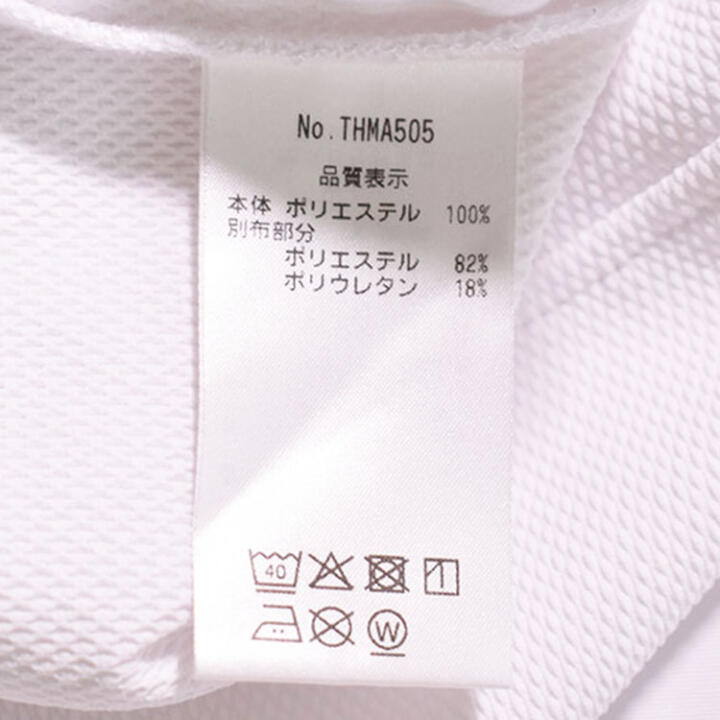 No.THMA505
品質表示
本体 ポリエステル 100%
別布部分
ポリエステル 82%
ポリウレタン 18%
40
W